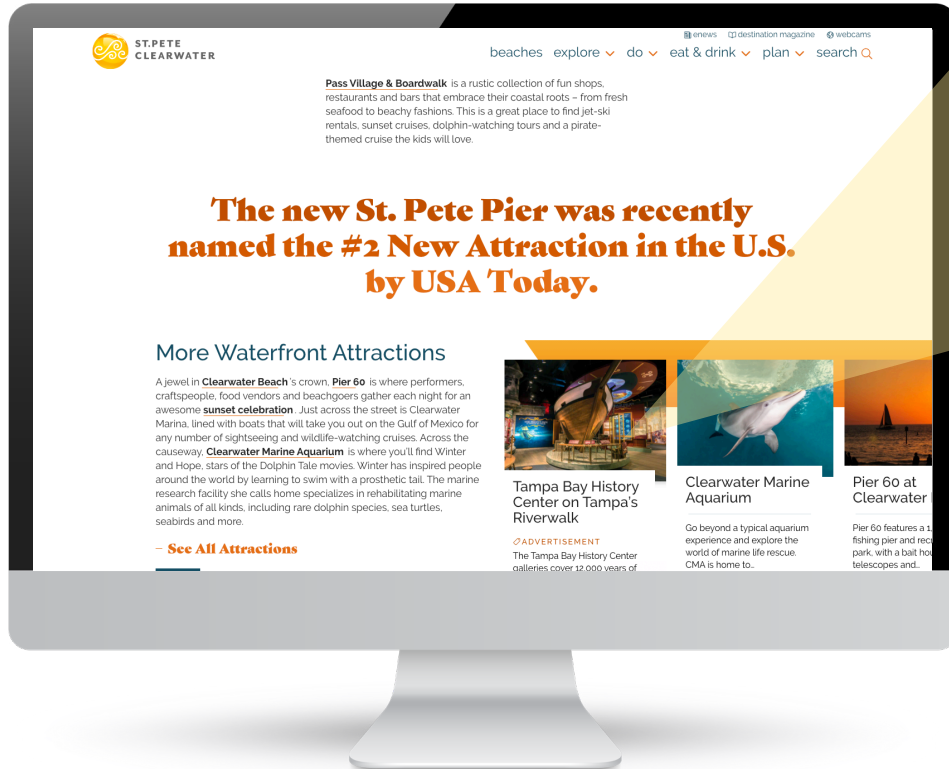 ST.PETE
CLEARWATER
enews destination magazine webcams
beaches explore do eat & drink plan search
Pass Village & Boardwalk is a rustic collection of fun shops,
restaurants and bars that embrace their coastal roots – from fresh
seafood to beachy fashions. This is a great place to find jet-ski
rentals, sunset cruises, dolphin-watching tours and a pirate-
themed cruise the kids will love.
The new St. Pete Pier was recently
named the #2 New Attraction in the U.S.
by USA Today.
More Waterfront Attractions
A jewel in Clearwater Beach 's crown, Pier 60 is where performers,
craftspeople, food vendors and beachgoers gather each night for an
awesome sunset celebration . Just across the street is Clearwater
Marina, lined with boats that will take you out on the Gulf of Mexico for
any number of sightseeing and wildlife-watching cruises. Across the
causeway, Clearwater Marine Aquarium is where you'll find Winter
and Hope, stars of the Dolphin Tale movies. Winter has inspired people
around the world by learning to swim with a prosthetic tail. The marine
research facility she calls home specializes in rehabilitating marine
animals of all kinds, including rare dolphin species, sea turtles,
seabirds and more.
– See All Attractions
Tampa Bay History
Center on Tampa's
Riverwalk
ADVERTISEMENT
The Tampa Bay History Center
galleries cover 12,000 years of
Clearwater Marine
Aquarium
Go beyond a typical aquarium
experience and explore the
world of marine life rescue.
CMA is home to…
Pier 60 at
Clearwater
Pier 60 features a 1,
fishing pier and rec
park, with a bait hou
telescopes and…